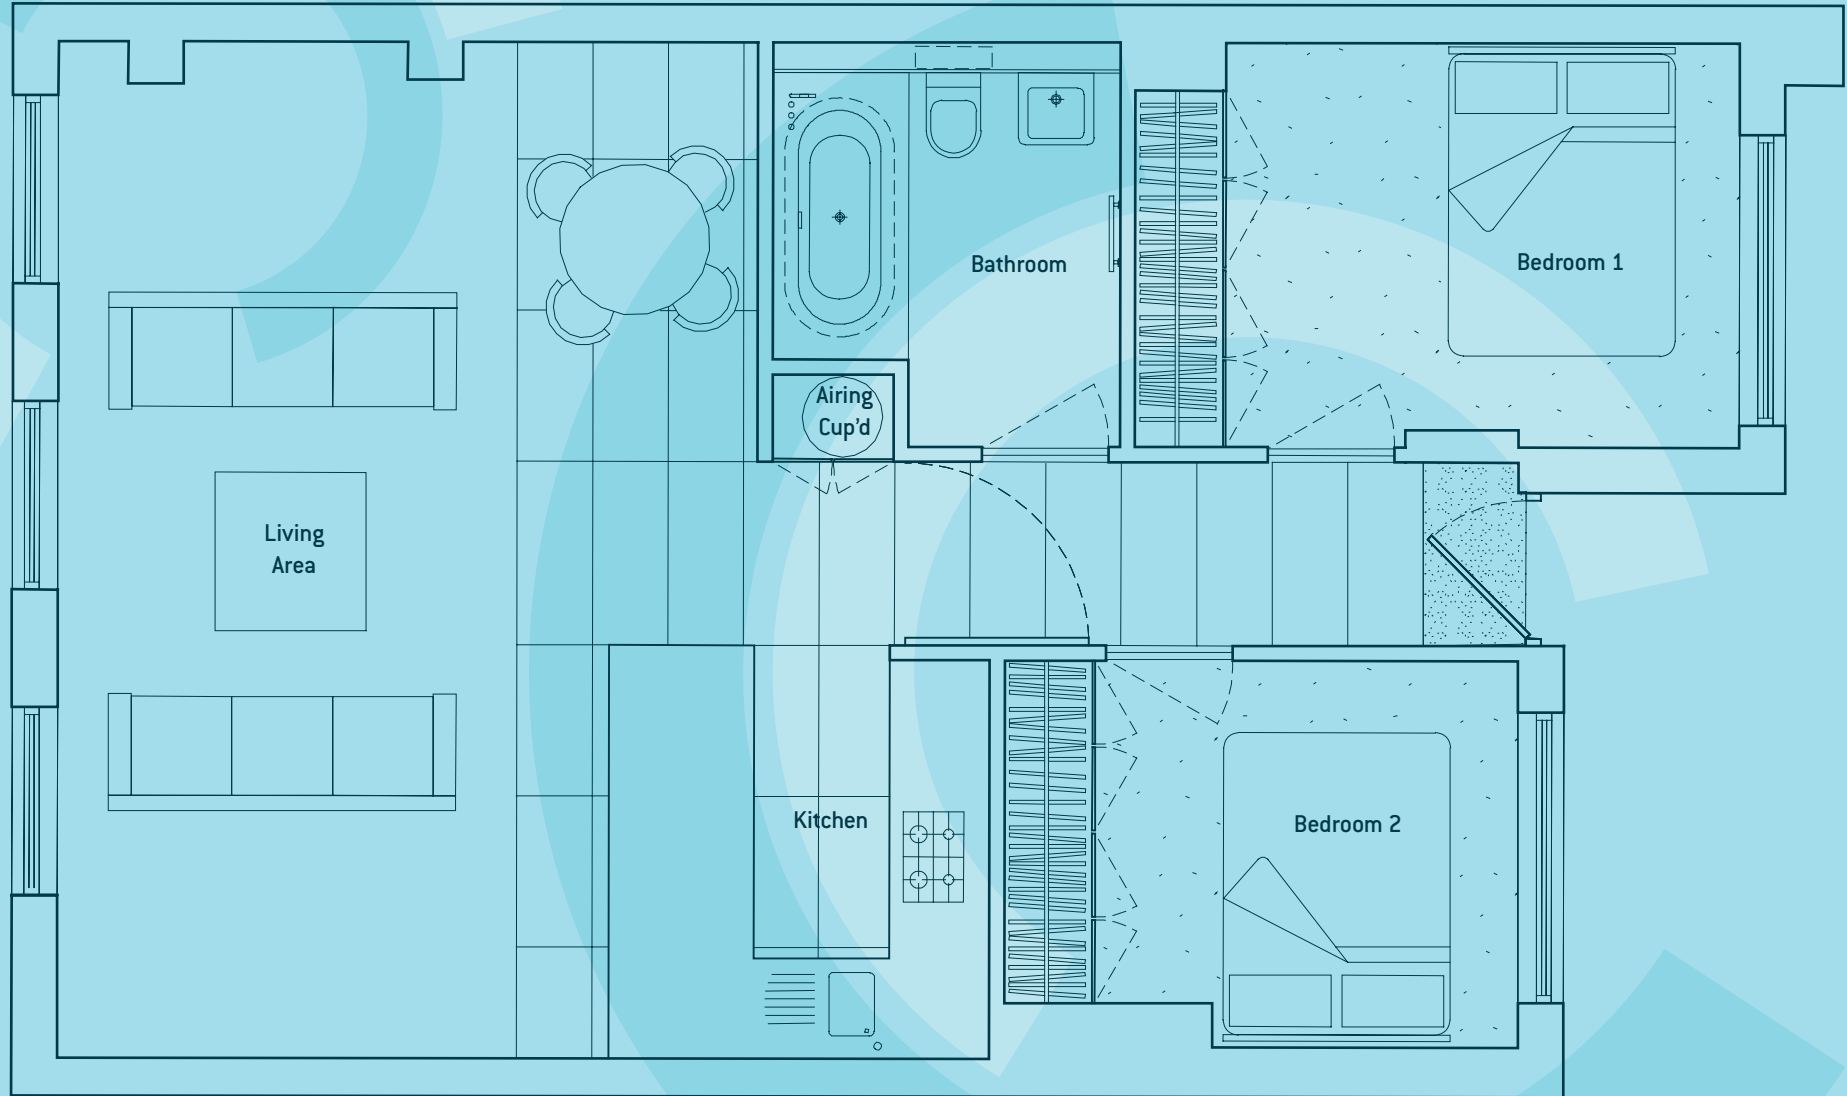 Bathroom
Bedroom 1
Airing
Cup'd
Living
Area
Kitchen
Bedroom 2